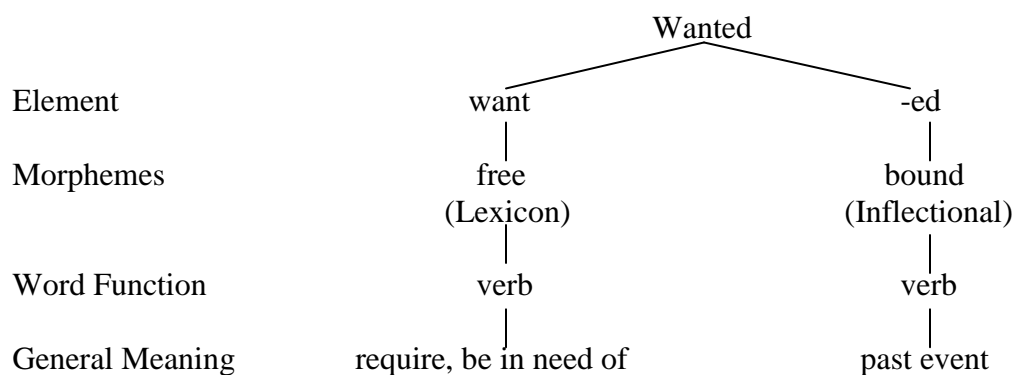 Wanted
Element want -ed
Morphemes free bound
(Lexicon) (Inflectional)
Word Function verb verb
General Meaning require, be in need of past event